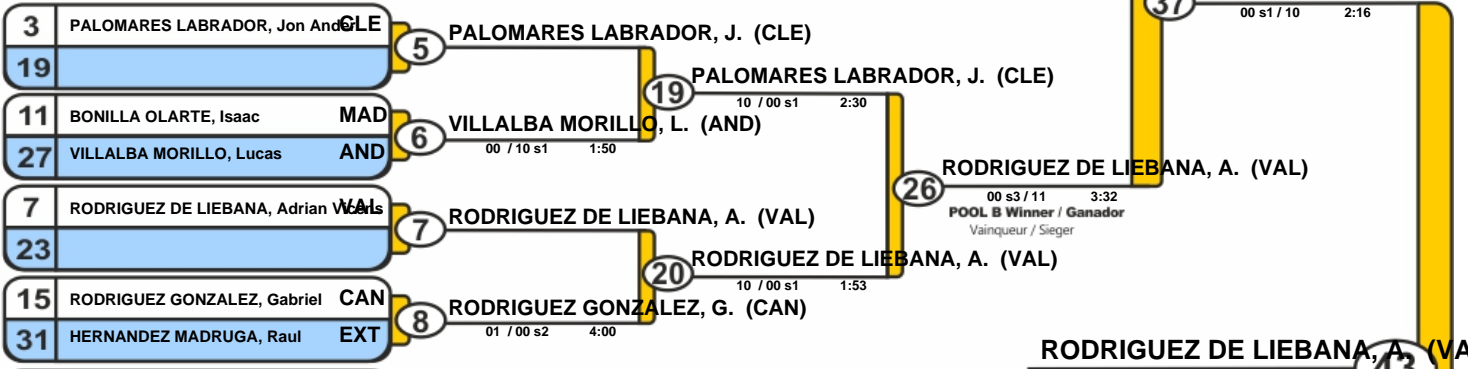 3 PALOMARES LABRADOR, Jon Ander CLE
19
5
PALOMARES LABRADOR, J. (CLE)
11 BONILLA OLARTE, Isaac MAD
27 VILLALBA MORILLO, Lucas AND
6
VILLALBA MORILLO, L. (AND)
00 / 10 s1 1:50
19
PALOMARES LABRADOR, J. (CLE)
10 / 00 s1 2:30
7 RODRIGUEZ DE LIEBANA, Adrian VAL
23
7
RODRIGUEZ DE LIEBANA, A. (VAL)
15 RODRIGUEZ GONZALEZ, Gabriel CAN
31 HERNANDEZ MADRUGA, Raul EXT
8
RODRIGUEZ GONZALEZ, G. (CAN)
01 / 00 s2 4:00
20
RODRIGUEZ DE LIEBANA, A. (VAL)
10 / 00 s1 1:53
26
RODRIGUEZ DE LIEBANA, A. (VAL)
00 s3 / 11 3:32
POOL B Winner / Ganador
Vainqueur / Sieger
37
00 s1 / 10 2:16
RODRIGUEZ DE LIEBANA, A. (VA
43